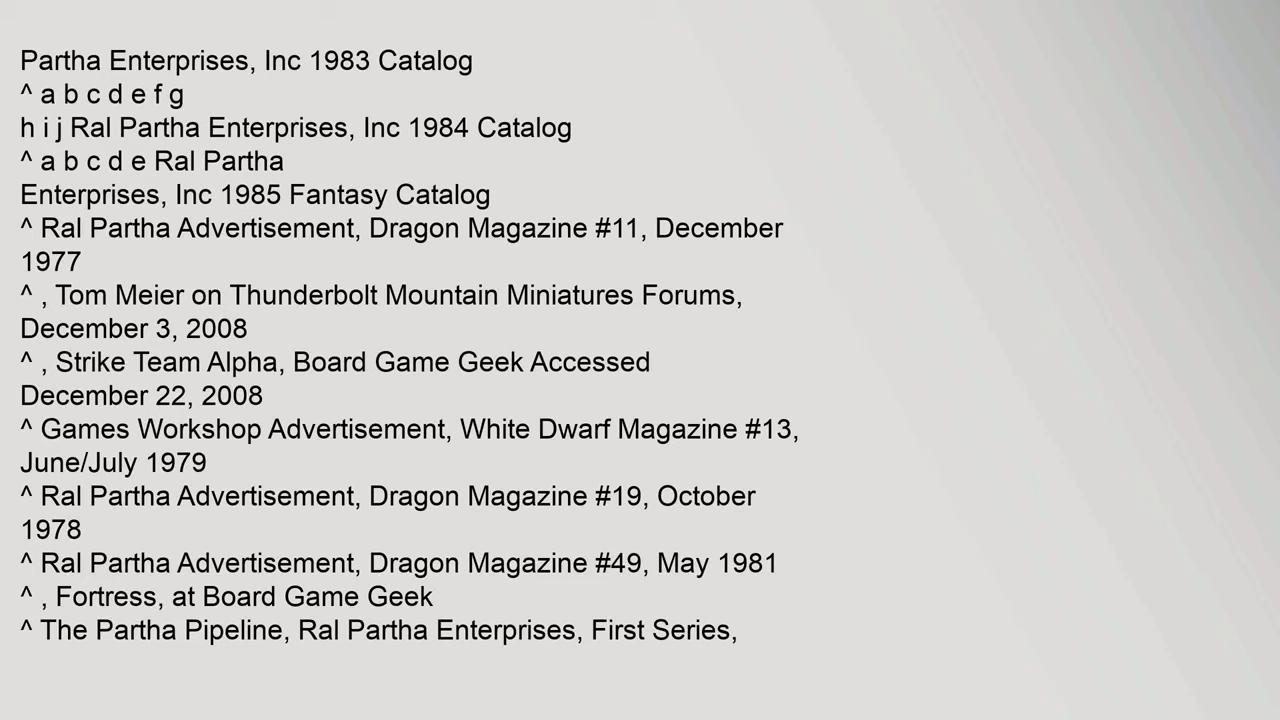 Partha Enterprises, Inc 1983 Catalog
^ a b c d e f g
h i j Ral Partha Enterprises, Inc 1984 Catalog
^ a b c d e Ral Partha
Enterprises, Inc 1985 Fantasy Catalog
^ Ral Partha Advertisement, Dragon Magazine #11, December
1977
^ , Tom Meier on Thunderbolt Mountain Miniatures Forums,
December 3, 2008
^ , Strike Team Alpha, Board Game Geek Accessed
December 22, 2008
^ Games Workshop Advertisement, White Dwarf Magazine #13,
June/July 1979
^ Ral Partha Advertisement, Dragon Magazine #19, October
1978
^ Ral Partha Advertisement, Dragon Magazine #49, May 1981
^ , Fortress, at Board Game Geek
^ The Partha Pipeline, Ral Partha Enterprises, First Series,